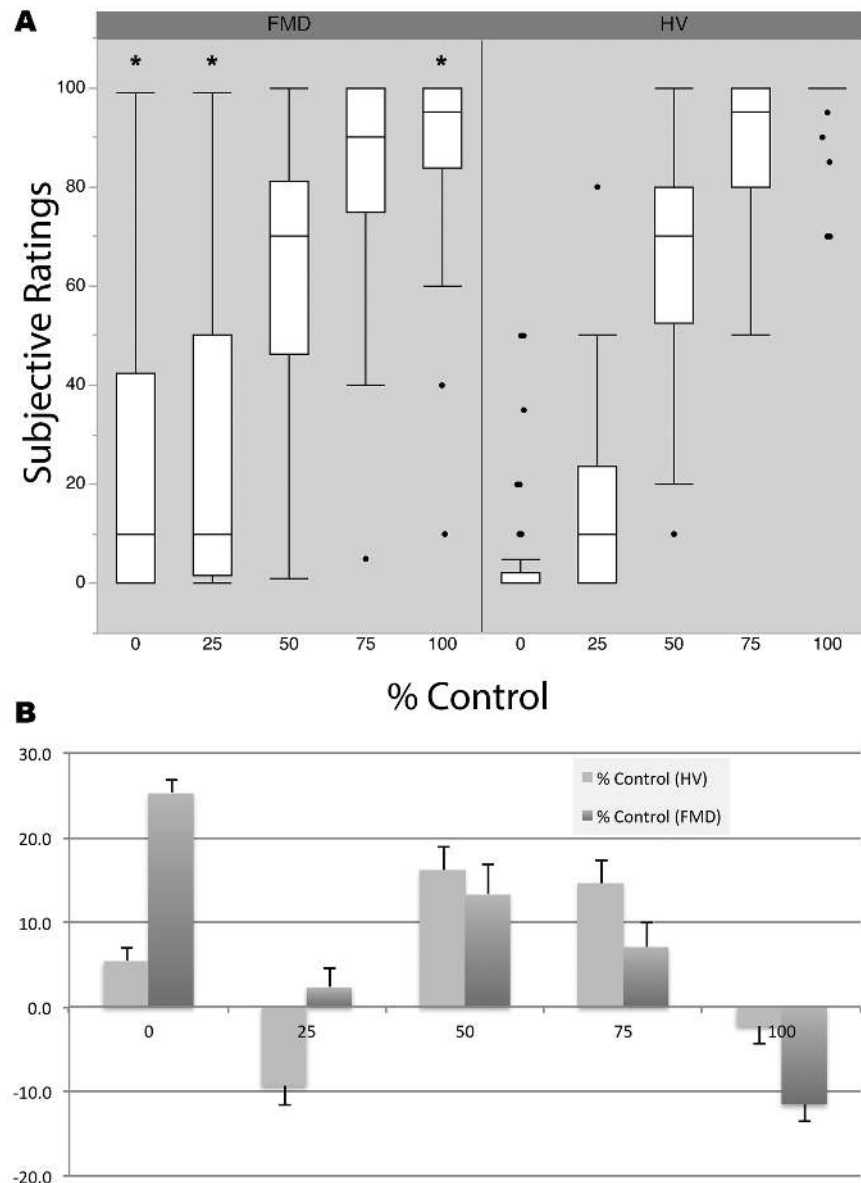 A
FMD HV
* * *
100
80
60
40
20
0
Subjective Ratings
0 25 50 75 100 0 25 50 75 100
% Control
B
30.0
20.0
10.0
0.0
-10.0
-20.0
% Control (HV)
% Control (FMD)
0 25 50 75 100